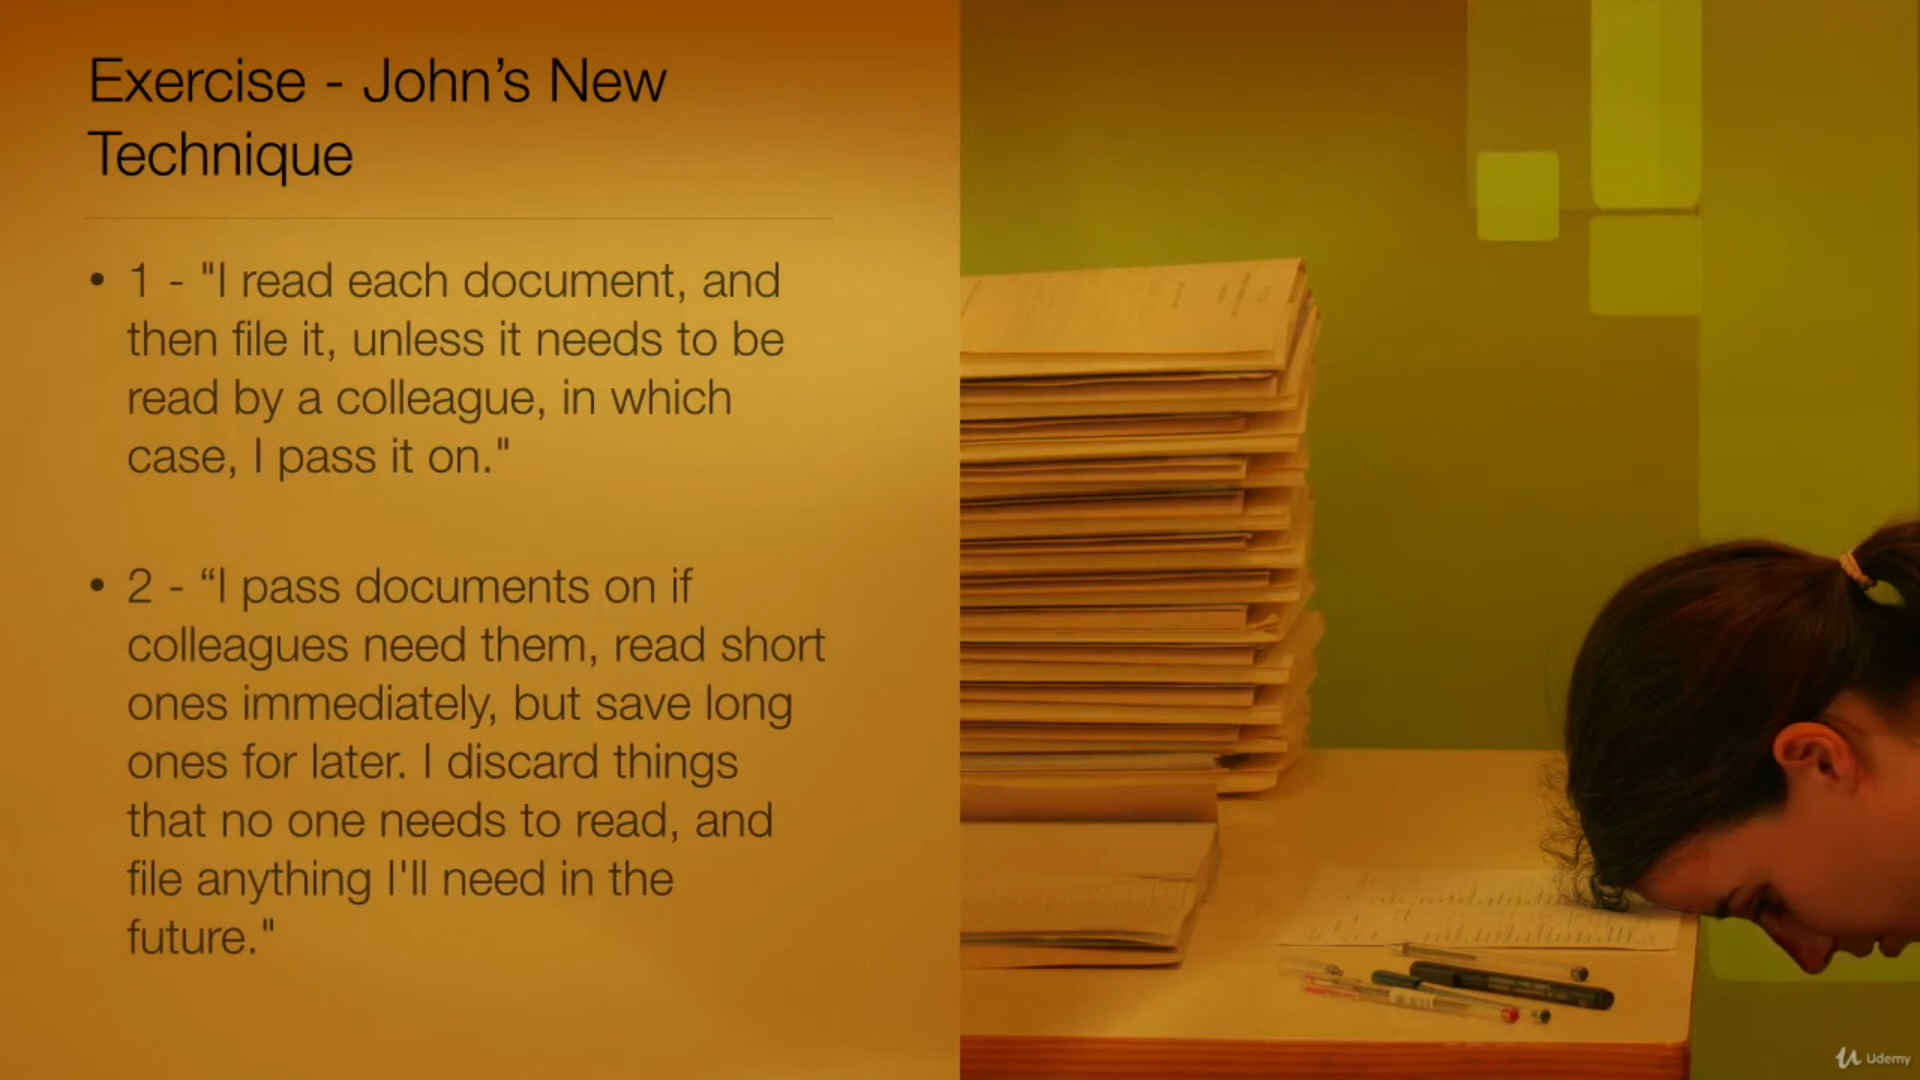 Exercise - John’s New
Technique
• 1 - "I read each document, and
then file it, unless it needs to be
read by a colleague, in which
case, I pass it on."
• 2 - “I pass documents on if
colleagues need them, read short
ones immediately, but save long
ones for later. I discard things
that no one needs to read, and
file anything I'll need in the
future."
Udemy